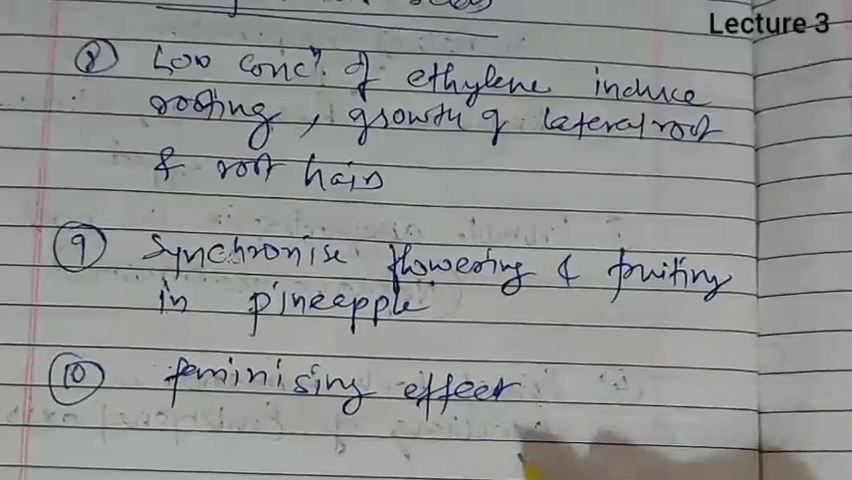 Lecture 3
⑧ Low concⁿ. of ethylene induce
rooting, growth of lateral root
& root hairs
⑨ Synchronise flowering & fruiting
in pineapple
⑩ feminising effect